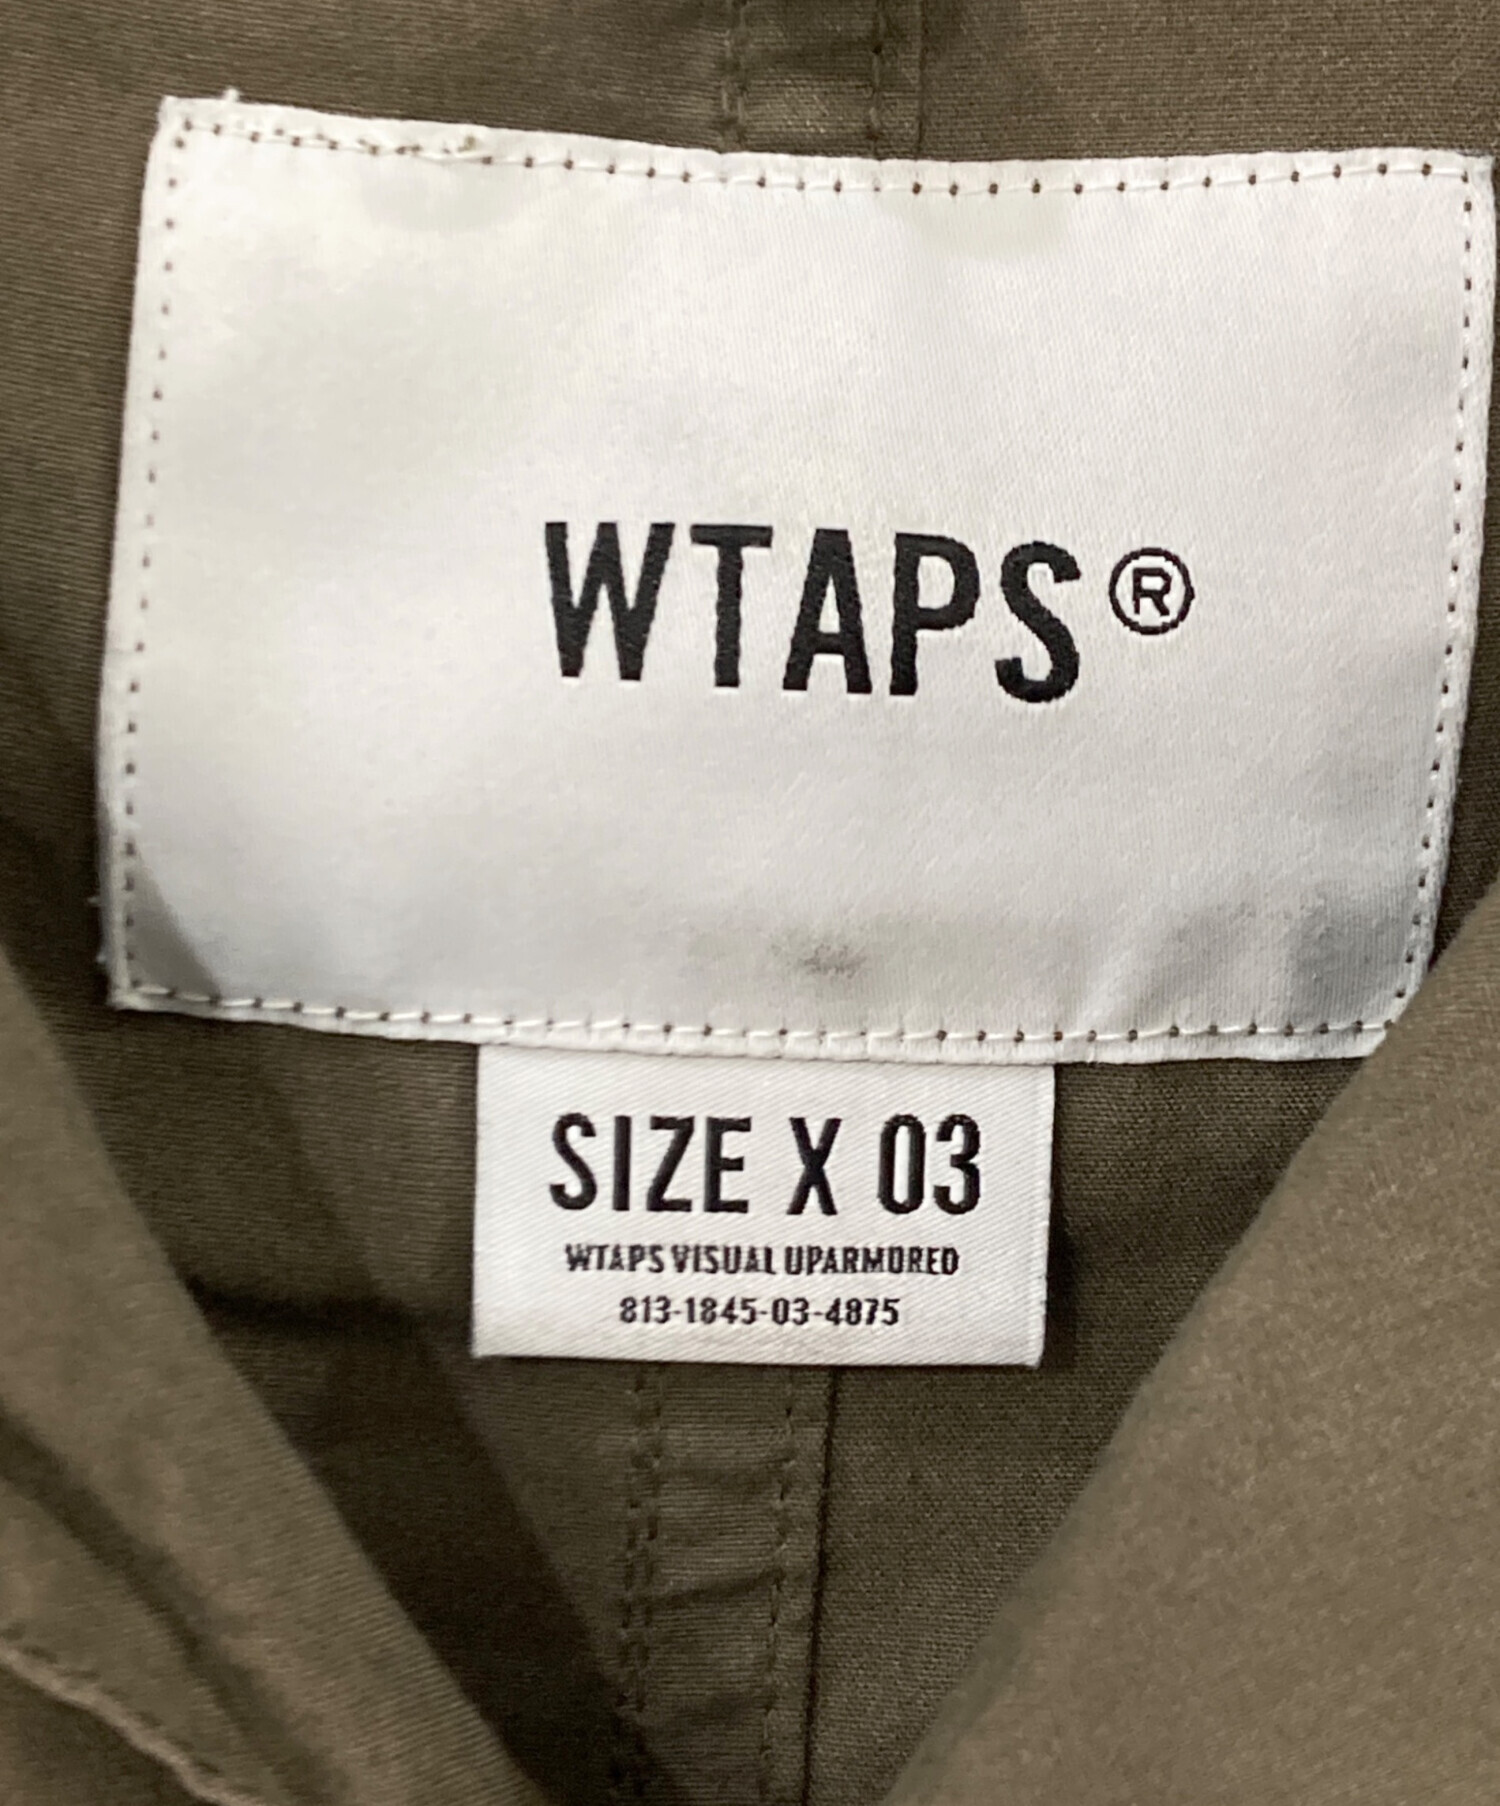 WTAPS®
SIZE X 03
WTAPS VISUAL UPARMORED
813-1845-03-4875